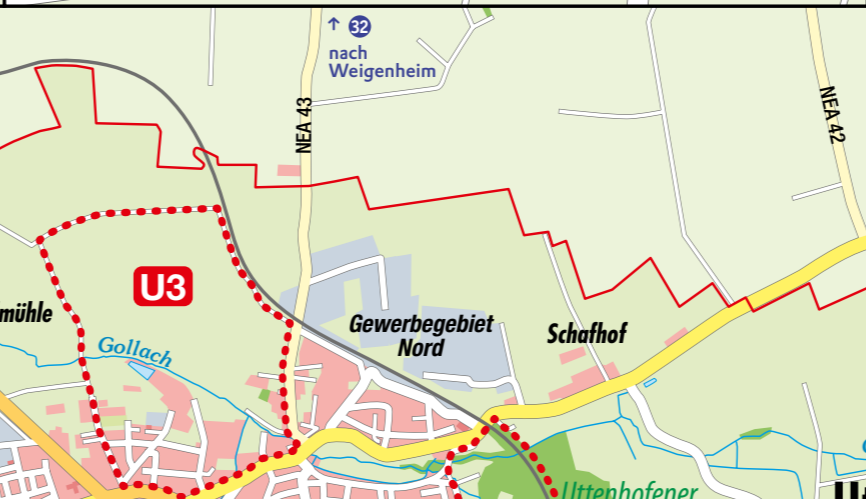 ↑ 32
nach
Weigenheim
NEA 43
NEA 42
U3
mühle
Gollach
Gewerbegebiet
Nord
Schafhof
Uttenhofener